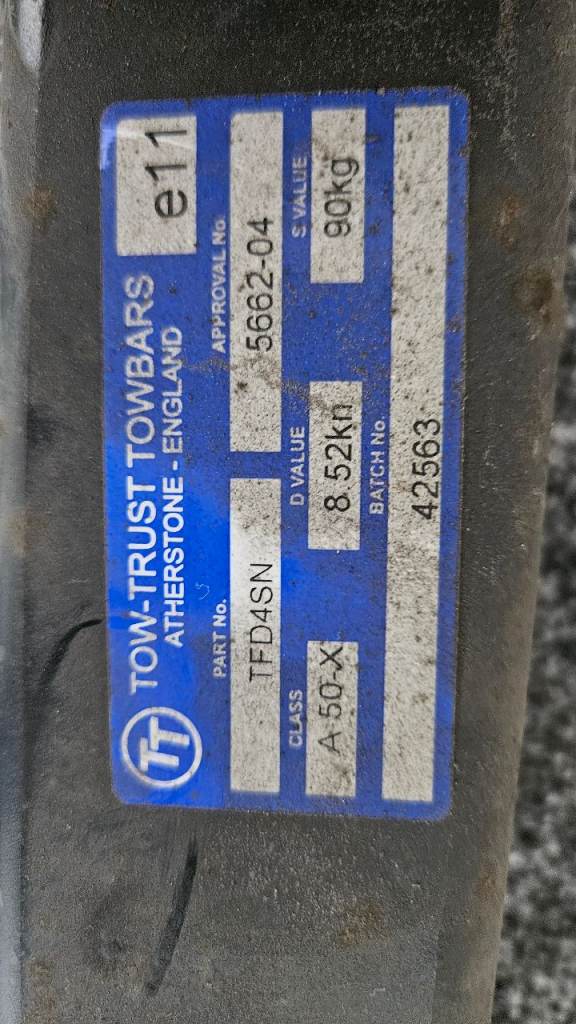 TT TOW-TRUST TOWBARS
ATHERSTONE - ENGLAND
e11
PART No. APPROVAL No.
TFD4SN 5662-04
CLASS D VALUE S VALUE
A 50-X 8.52kn 90kg
BATCH No.
42563